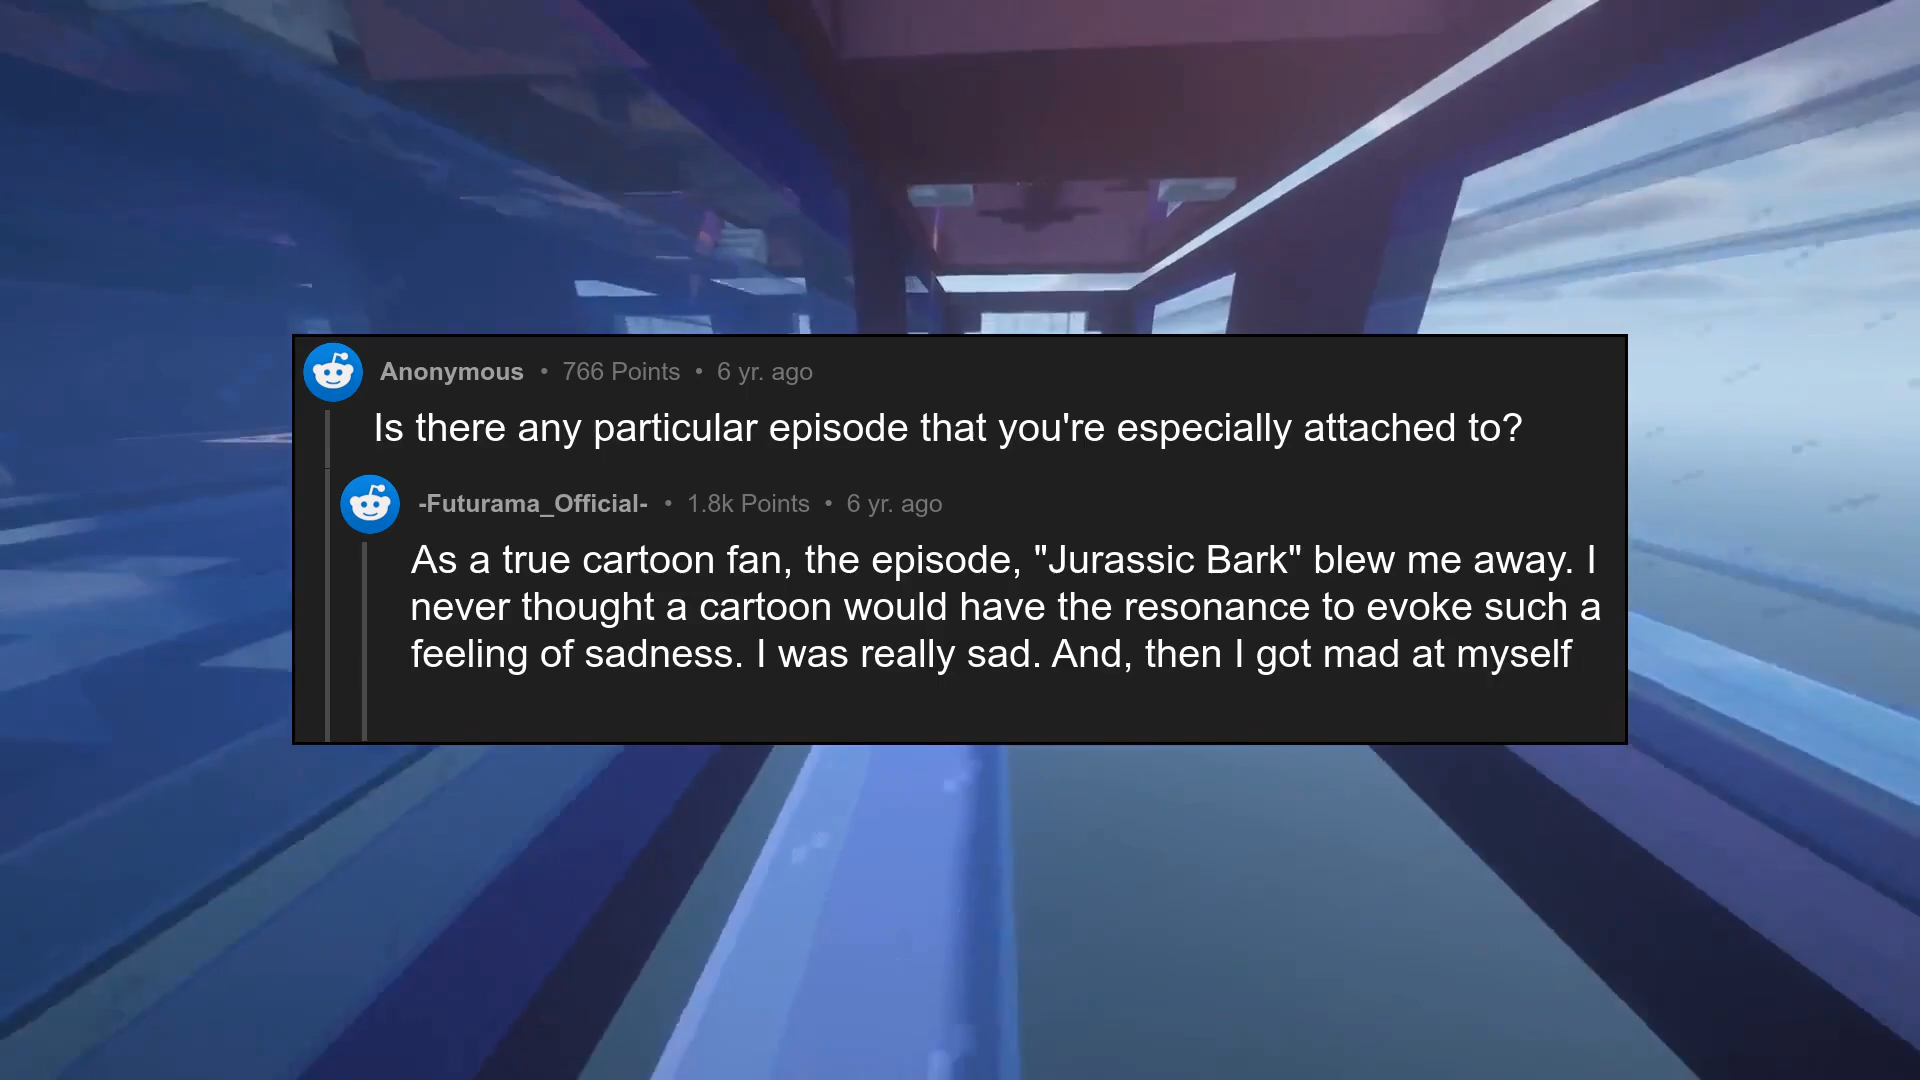 Anonymous • 766 Points • 6 yr. ago
Is there any particular episode that you're especially attached to?
-Futurama_Official- • 1.8k Points • 6 yr. ago
As a true cartoon fan, the episode, "Jurassic Bark" blew me away. I
never thought a cartoon would have the resonance to evoke such a
feeling of sadness. I was really sad. And, then I got mad at myself